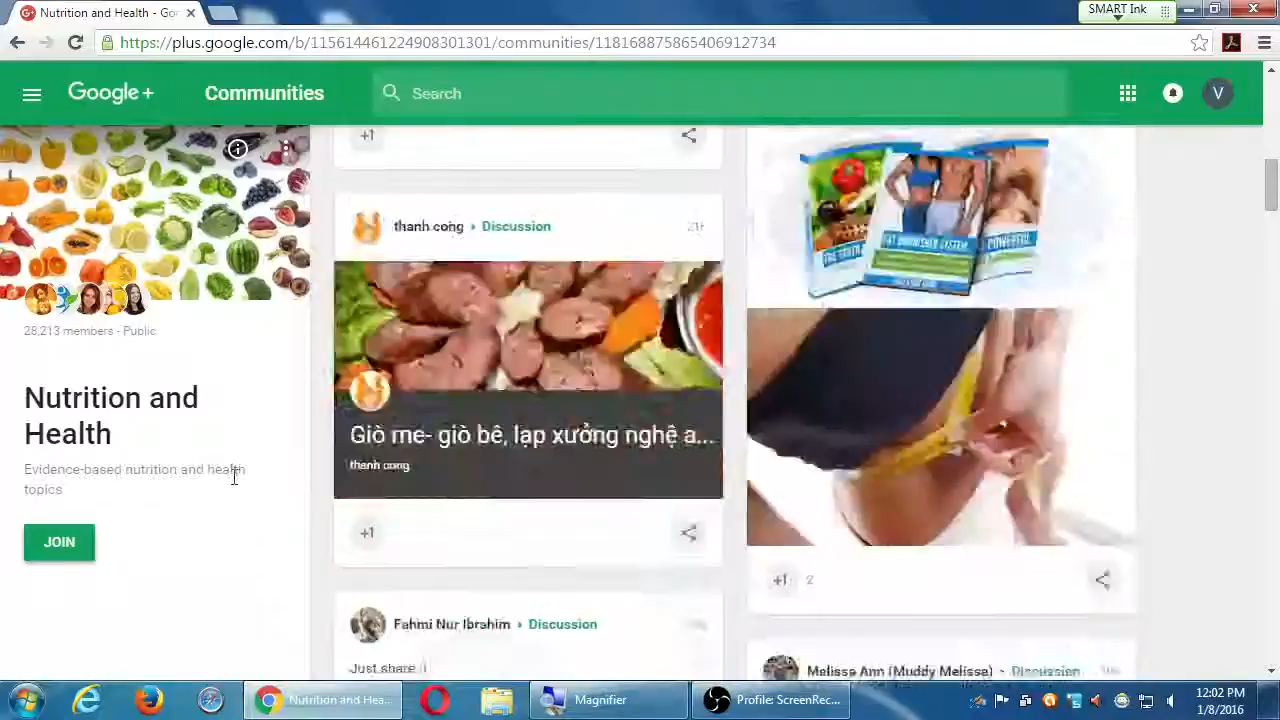 Nutrition and Health - Go
SMART Ink
https://plus.google.com/b/115614461224908301301/communities/118168875865406912734
Google+
Communities
Search
V
28,213 members - Public
Nutrition and
Health
Evidence-based nutrition and health
topics
JOIN
+1
thanh cong › Discussion
Giò me- giò bê, lạp xưởng nghệ a...
thanh cong
+1
Fahmi Nur Ibrahim › Discussion
Just share :)
POWERFUL
+1 2
Melissa Ann (Muddy Melissa) Discussion
Nutrition and Hea...
Magnifier
Profile: ScreenRec...
12:02 PM
1/8/2016